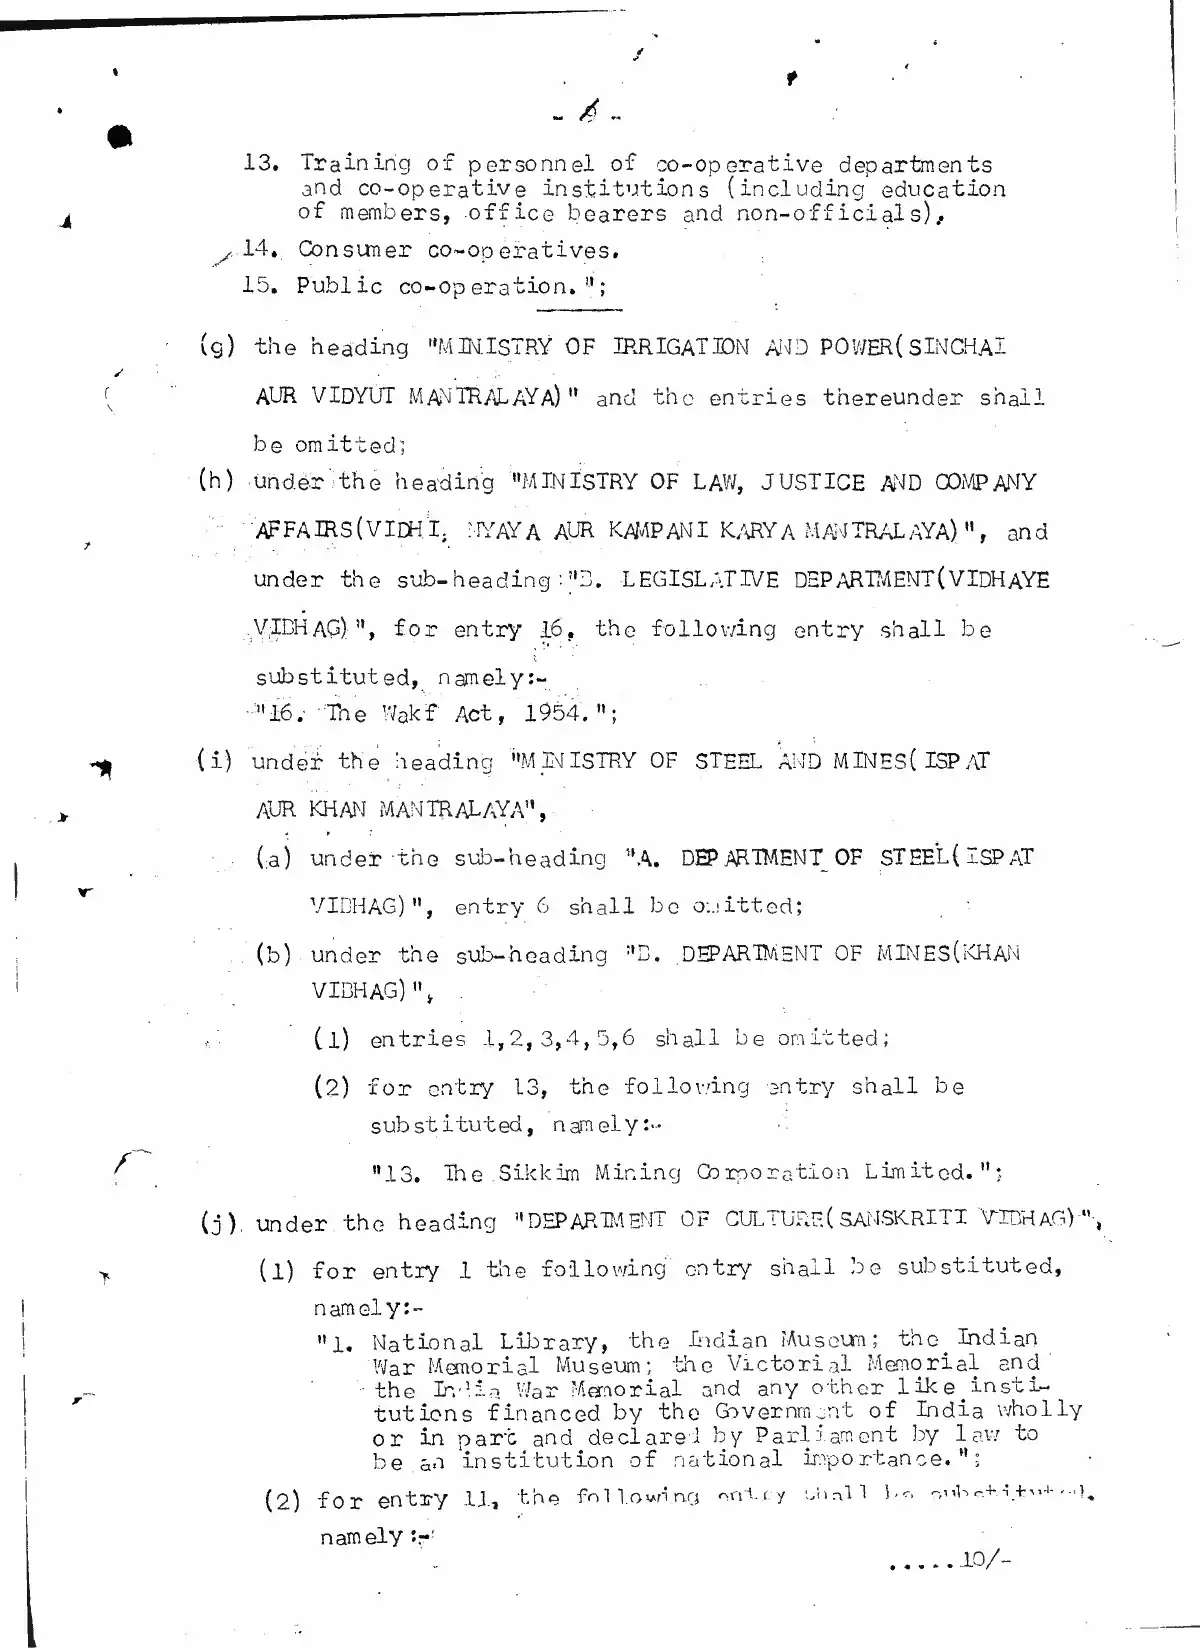 13. Training of personnel of co-operative departments
and co-operative institutions (including education
of members, office bearers and non-officials).
14. Consumer co-operatives.
15. Public co-operation.";
(g) the heading "MINISTRY OF IRRIGATION AND POWER(SINCHAI
AUR VIDYUT MANTRALAYA)" and the entries thereunder shall
be omitted;
(h) under the heading "MINISTRY OF LAW, JUSTICE AND COMPANY
AFFAIRS(VIDHI, NYAYA AUR KAMPANI KARYA MANTRALAYA)", and
under the sub-heading "B. LEGISLATIVE DEPARTMENT(VIDHAYE
VIDHAG)", for entry 16, the following entry shall be
substituted, namely:-
"16. The Wakf Act, 1954.";
(i) under the heading "MINISTRY OF STEEL AND MINES(ISPAT
AUR KHAN MANTRALAYA",
(a) under the sub-heading "A. DEPARTMENT OF STEEL(ISPAT
VIDHAG)", entry 6 shall be omitted;
(b) under the sub-heading "B. DEPARTMENT OF MINES(KHAN
VIBHAG)",
(1) entries 1,2,3,4,5,6 shall be omitted;
(2) for entry 13, the following entry shall be
substituted, namely:-
"13. The Sikkim Mining Corporation Limited.";
(j) under the heading "DEPARTMENT OF CULTURE(SANSKRITI VIDHAG)",
(1) for entry 1 the following entry shall be substituted,
namely:-
"1. National Library, the Indian Museum; the Indian
War Memorial Museum; the Victorial Memorial and
the India War Memorial and any other like insti-
tutions financed by the Government of India wholly
or in part and declared by Parliament by law to
be an institution of national importance.";
(2) for entry 11, the following entry shall be substituted,
namely:-
.....10/-